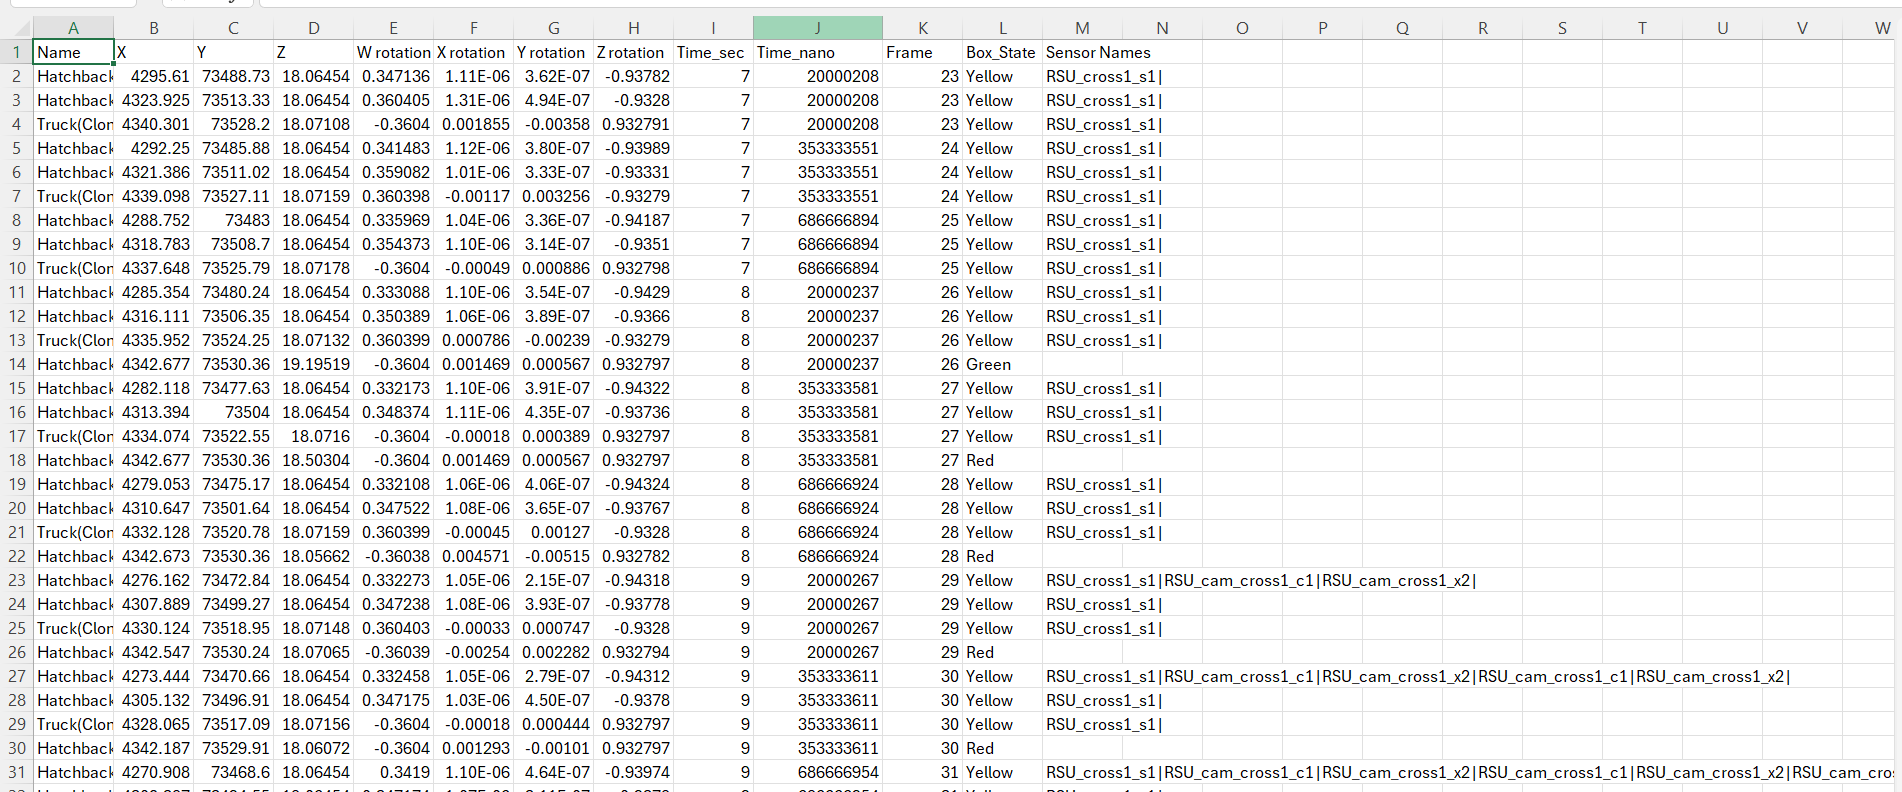 A B C D E F G H I J K L M N O P Q R S T U V W
1 Name X Y Z W rotation X rotation Y rotation Z rotation Time_sec Time_nano Frame Box_State Sensor Names
2 Hatchback 4295.61 73488.73 18.06454 0.347136 1.11E-06 3.62E-07 -0.93782 7 20000208 23 Yellow RSU_cross1_s1|
3 Hatchback 4323.925 73513.33 18.06454 0.360405 1.31E-06 4.94E-07 -0.9328 7 20000208 23 Yellow RSU_cross1_s1|
4 Truck(Clon 4340.301 73528.2 18.07108 -0.3604 0.001855 -0.00358 0.932791 7 20000208 23 Yellow RSU_cross1_s1|
5 Hatchback 4292.25 73485.88 18.06454 0.341483 1.12E-06 3.80E-07 -0.93989 7 353333551 24 Yellow RSU_cross1_s1|
6 Hatchback 4321.386 73511.02 18.06454 0.359082 1.01E-06 3.33E-07 -0.93331 7 353333551 24 Yellow RSU_cross1_s1|
7 Truck(Clon 4339.098 73527.11 18.07159 0.360398 -0.00117 0.003256 -0.93279 7 353333551 24 Yellow RSU_cross1_s1|
8 Hatchback 4288.752 73483 18.06454 0.335969 1.04E-06 3.36E-07 -0.94187 7 686666894 25 Yellow RSU_cross1_s1|
9 Hatchback 4318.783 73508.7 18.06454 0.354373 1.10E-06 3.14E-07 -0.9351 7 686666894 25 Yellow RSU_cross1_s1|
10 Truck(Clon 4337.648 73525.79 18.07178 -0.3604 -0.00049 0.000886 0.932798 7 686666894 25 Yellow RSU_cross1_s1|
11 Hatchback 4285.354 73480.24 18.06454 0.333088 1.10E-06 3.54E-07 -0.9429 8 20000237 26 Yellow RSU_cross1_s1|
12 Hatchback 4316.111 73506.35 18.06454 0.350389 1.06E-06 3.89E-07 -0.9366 8 20000237 26 Yellow RSU_cross1_s1|
13 Truck(Clon 4335.952 73524.25 18.07132 0.360399 0.000786 -0.00239 -0.93279 8 20000237 26 Yellow RSU_cross1_s1|
14 Hatchback 4342.677 73530.36 19.19519 -0.3604 0.001469 0.000567 0.932797 8 20000237 26 Green
15 Hatchback 4282.118 73477.63 18.06454 0.332173 1.10E-06 3.91E-07 -0.94322 8 353333581 27 Yellow RSU_cross1_s1|
16 Hatchback 4313.394 73504 18.06454 0.348374 1.11E-06 4.35E-07 -0.93736 8 353333581 27 Yellow RSU_cross1_s1|
17 Truck(Clon 4334.074 73522.55 18.0716 -0.3604 -0.00018 0.000389 0.932797 8 353333581 27 Yellow RSU_cross1_s1|
18 Hatchback 4342.677 73530.36 18.50304 -0.3604 0.001469 0.000567 0.932797 8 353333581 27 Red
19 Hatchback 4279.053 73475.17 18.06454 0.332108 1.06E-06 4.06E-07 -0.94324 8 686666924 28 Yellow RSU_cross1_s1|
20 Hatchback 4310.647 73501.64 18.06454 0.347522 1.08E-06 3.65E-07 -0.93767 8 686666924 28 Yellow RSU_cross1_s1|
21 Truck(Clon 4332.128 73520.78 18.07159 0.360399 -0.00045 0.00127 -0.9328 8 686666924 28 Yellow RSU_cross1_s1|
22 Hatchback 4342.673 73530.36 18.05662 -0.36038 0.004571 -0.00515 0.932782 8 686666924 28 Red
23 Hatchback 4276.162 73472.84 18.06454 0.332273 1.05E-06 2.15E-07 -0.94318 9 20000267 29 Yellow RSU_cross1_s1|RSU_cam_cross1_c1|RSU_cam_cross1_x2|
24 Hatchback 4307.889 73499.27 18.06454 0.347238 1.08E-06 3.93E-07 -0.93778 9 20000267 29 Yellow RSU_cross1_s1|
25 Truck(Clon 4330.124 73518.95 18.07148 0.360403 -0.00033 0.000747 -0.9328 9 20000267 29 Yellow RSU_cross1_s1|
26 Hatchback 4342.547 73530.24 18.07065 -0.36039 -0.00254 0.002282 0.932794 9 20000267 29 Red
27 Hatchback 4273.444 73470.66 18.06454 0.332458 1.05E-06 2.79E-07 -0.94312 9 353333611 30 Yellow RSU_cross1_s1|RSU_cam_cross1_c1|RSU_cam_cross1_x2|RSU_cam_cross1_c1|RSU_cam_cross1_x2|
28 Hatchback 4305.132 73496.91 18.06454 0.347175 1.03E-06 4.50E-07 -0.9378 9 353333611 30 Yellow RSU_cross1_s1|
29 Truck(Clon 4328.065 73517.09 18.07156 -0.3604 -0.00018 0.000444 0.932797 9 353333611 30 Yellow RSU_cross1_s1|
30 Hatchback 4342.187 73529.91 18.06072 -0.3604 0.001293 -0.00101 0.932797 9 353333611 30 Red
31 Hatchback 4270.908 73468.6 18.06454 0.3419 1.10E-06 4.64E-07 -0.93974 9 686666954 31 Yellow RSU_cross1_s1|RSU_cam_cross1_c1|RSU_cam_cross1_x2|RSU_cam_cross1_c1|RSU_cam_cross1_x2|RSU_cam_cros